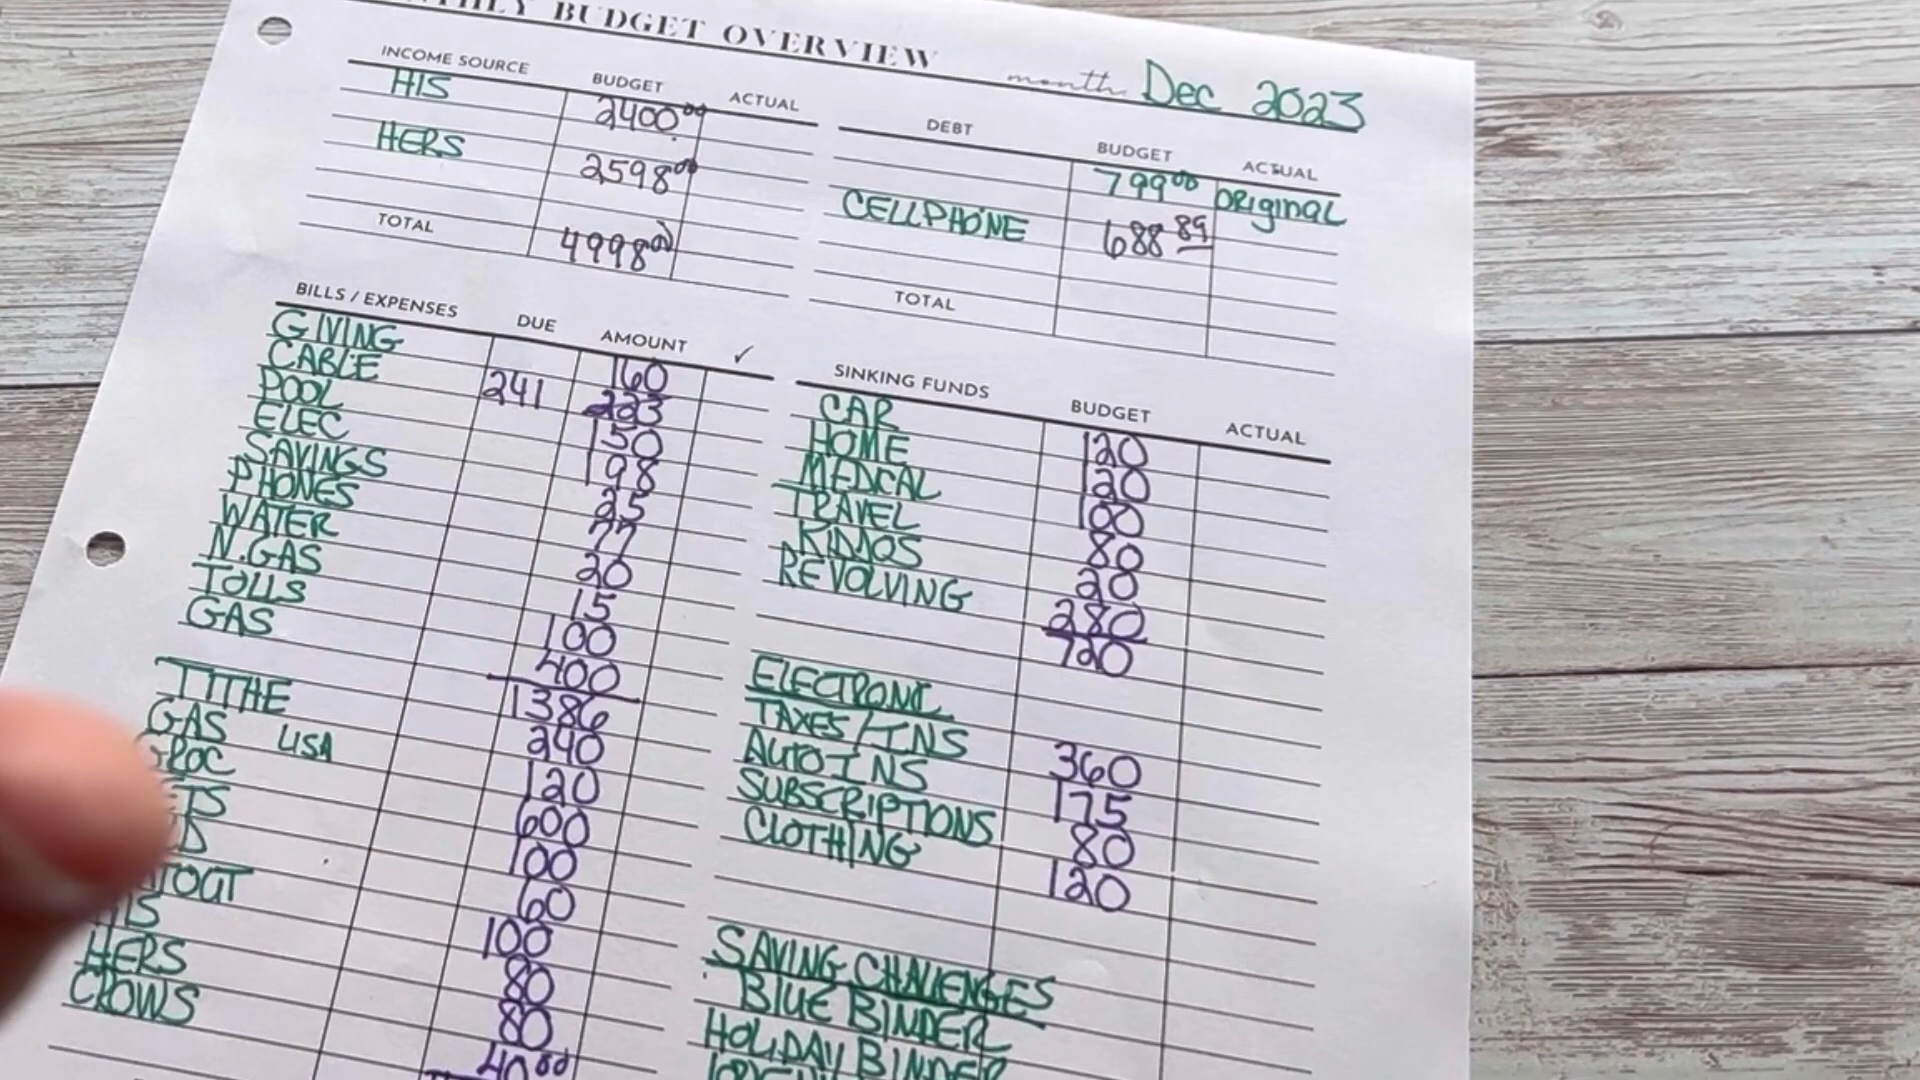 BUDGET OVERVIEW
month Dec 2023
INCOME SOURCE BUDGET ACTUAL
HIS 2400.00
HERS 2598.00
TOTAL 4998.00
DEBT BUDGET ACTUAL
799.00 ORIGINAL
CELLPHONE 688.89
TOTAL
BILLS / EXPENSES DUE AMOUNT ✓
GIVING 160
CABLE 241 223
POOL 150
ELEC 198
SAVINGS 25
PHONES 77
WATER 20
N.GAS 15
TOLLS 100
GAS 400
1386
TITHE 240
GAS USA 120
600
100
60
100
HIS 80
HERS 80
CROWS 40.00
SINKING FUNDS BUDGET ACTUAL
CAR 120
HOME 120
MEDCAL 100
TRAVEL 80
KIDDOS 20
REVOLVING 280
720
ELECTRONI
TAXES/INS 360
AUTO INS 175
SUBSCRIPTIONS 80
CLOTHING 120
SAVING CHALLENGES
BLUE BINDER
HOLIDAY BINDER